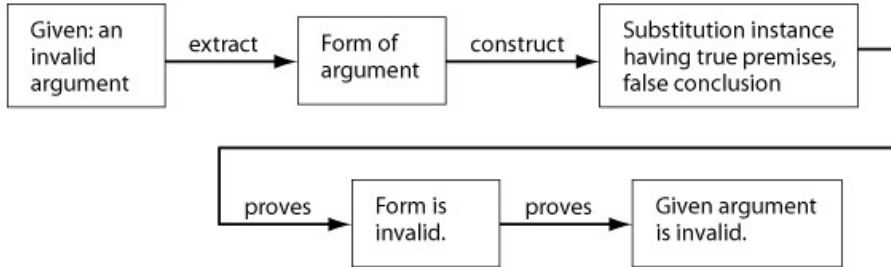 Given: an
invalid
argument
extract
Form of
argument
construct
Substitution instance
having true premises,
false conclusion
proves
Form is
invalid.
proves
Given argument
is invalid.